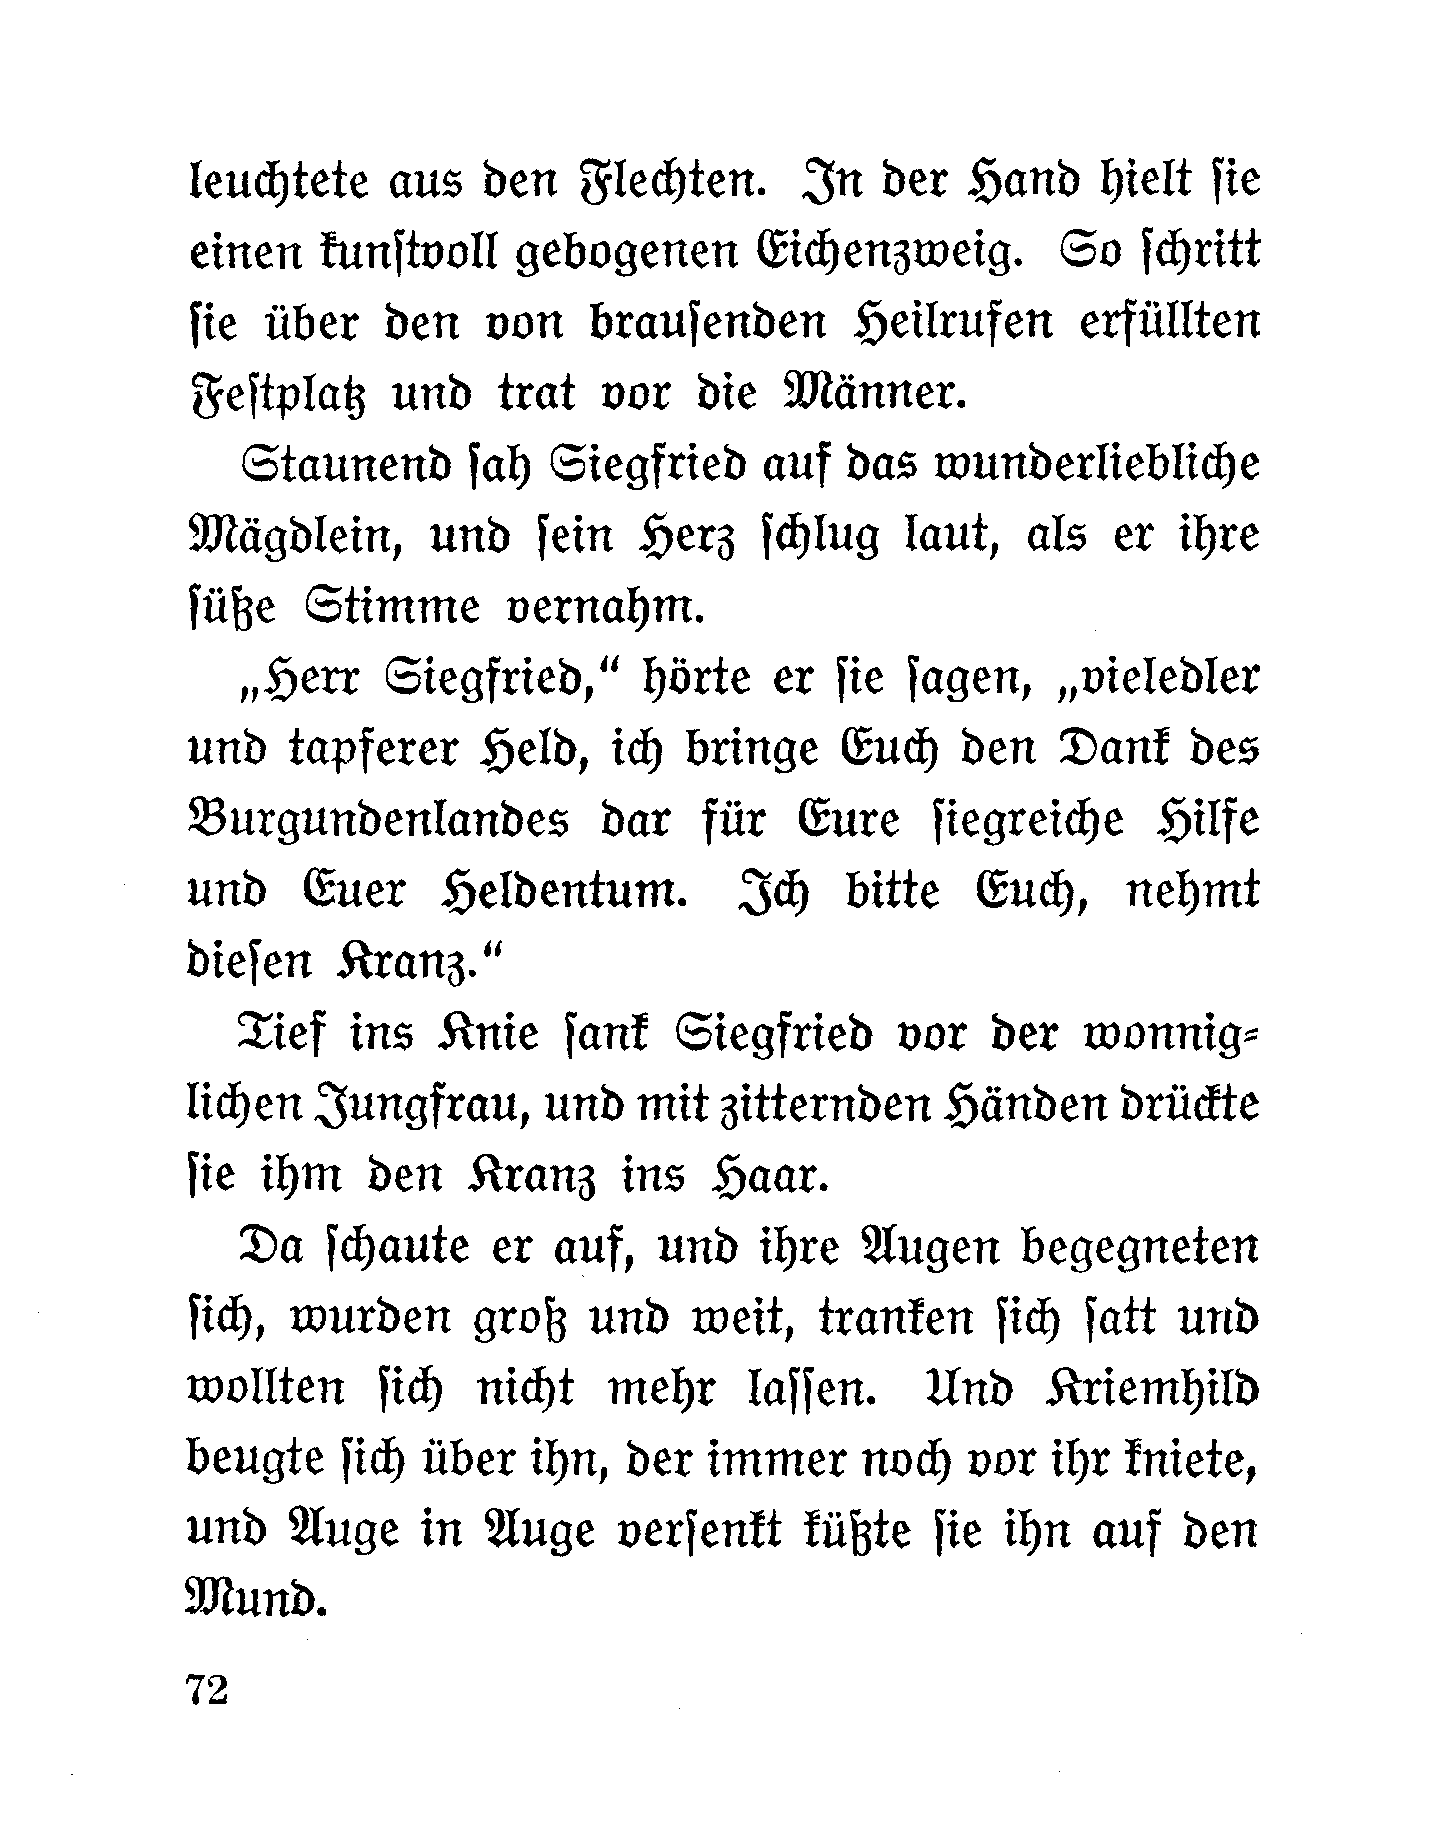 leuchtete aus den Flechten. In der Hand hielt ſie
einen kunſtvoll gebogenen Eichenzweig. So ſchritt
ſie über den von brauſenden Heilrufen erfüllten
Feſtplatz und trat vor die Männer.
Staunend ſah Siegfried auf das wunderliebliche
Mägdlein, und ſein Herz ſchlug laut, als er ihre
ſüße Stimme vernahm.
„Herr Siegfried,“ hörte er ſie ſagen, „vieledler
und tapferer Held, ich bringe Euch den Dank des
Burgundenlandes dar für Eure ſiegreiche Hilfe
und Euer Heldentum. Ich bitte Euch, nehmt
dieſen Kranz.“
Tief ins Knie ſank Siegfried vor der wonnig⸗
lichen Jungfrau, und mit zitternden Händen drückte
ſie ihm den Kranz ins Haar.
Da ſchaute er auf, und ihre Augen begegneten
ſich, wurden groß und weit, tranken ſich ſatt und
wollten ſich nicht mehr laſſen. Und Kriemhild
beugte ſich über ihn, der immer noch vor ihr kniete,
und Auge in Auge verſenkt küßte ſie ihn auf den
Mund.
72